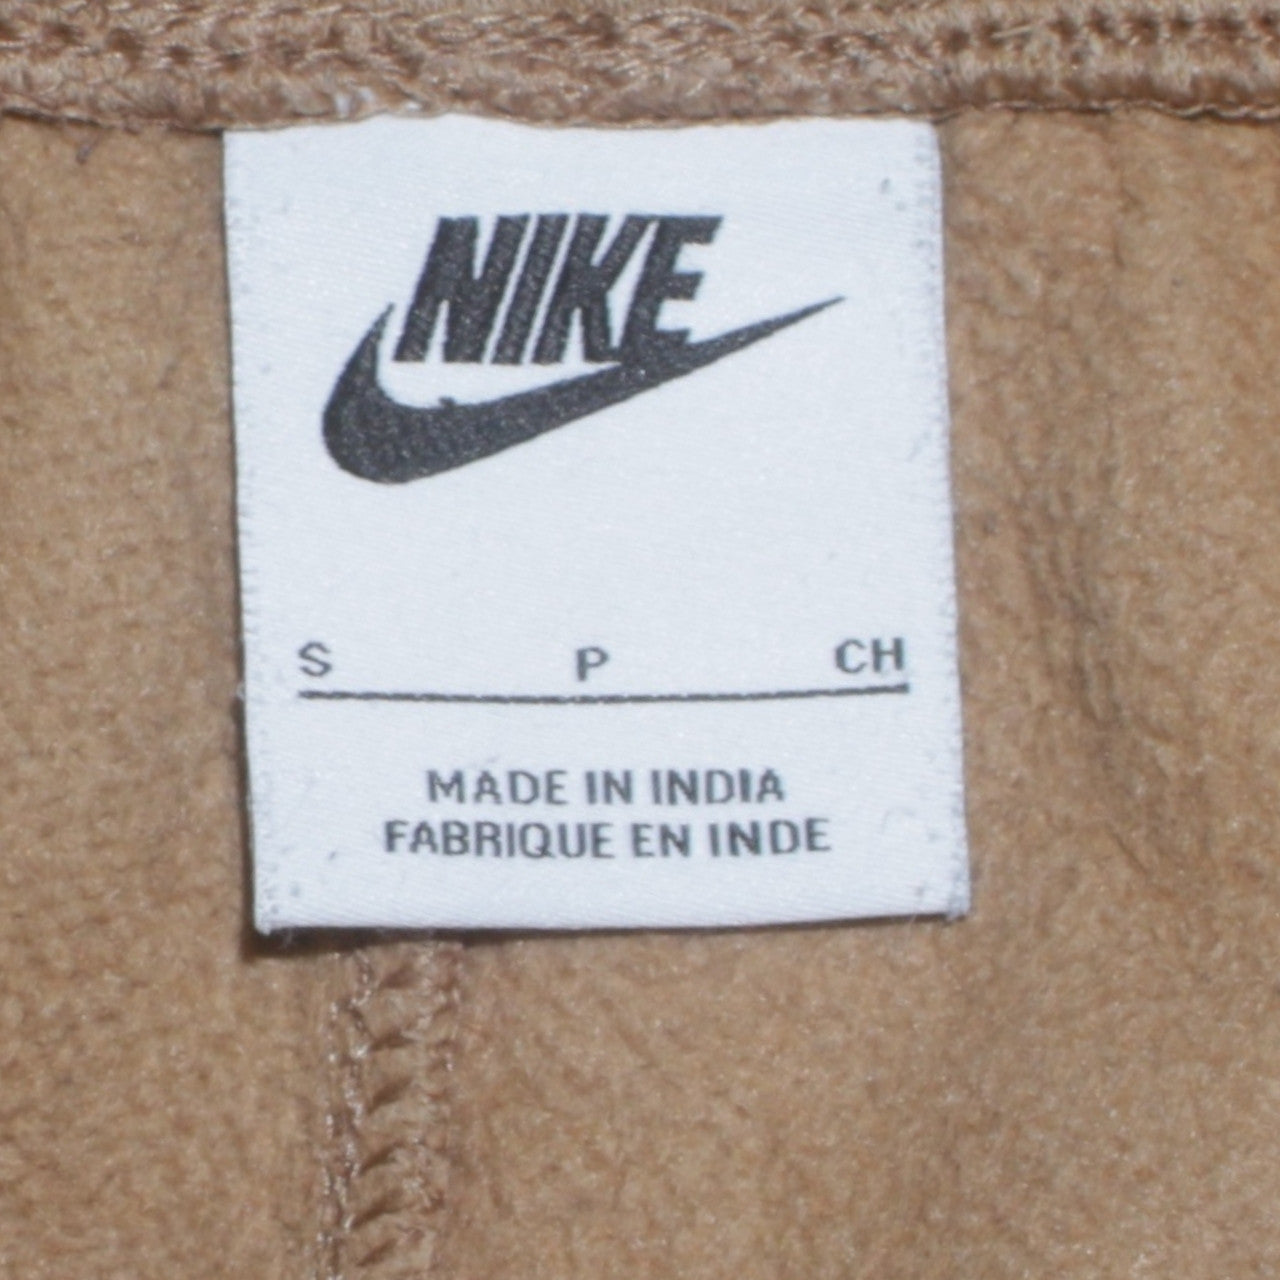 NIKE
S P CH
MADE IN INDIA
FABRIQUE EN INDE